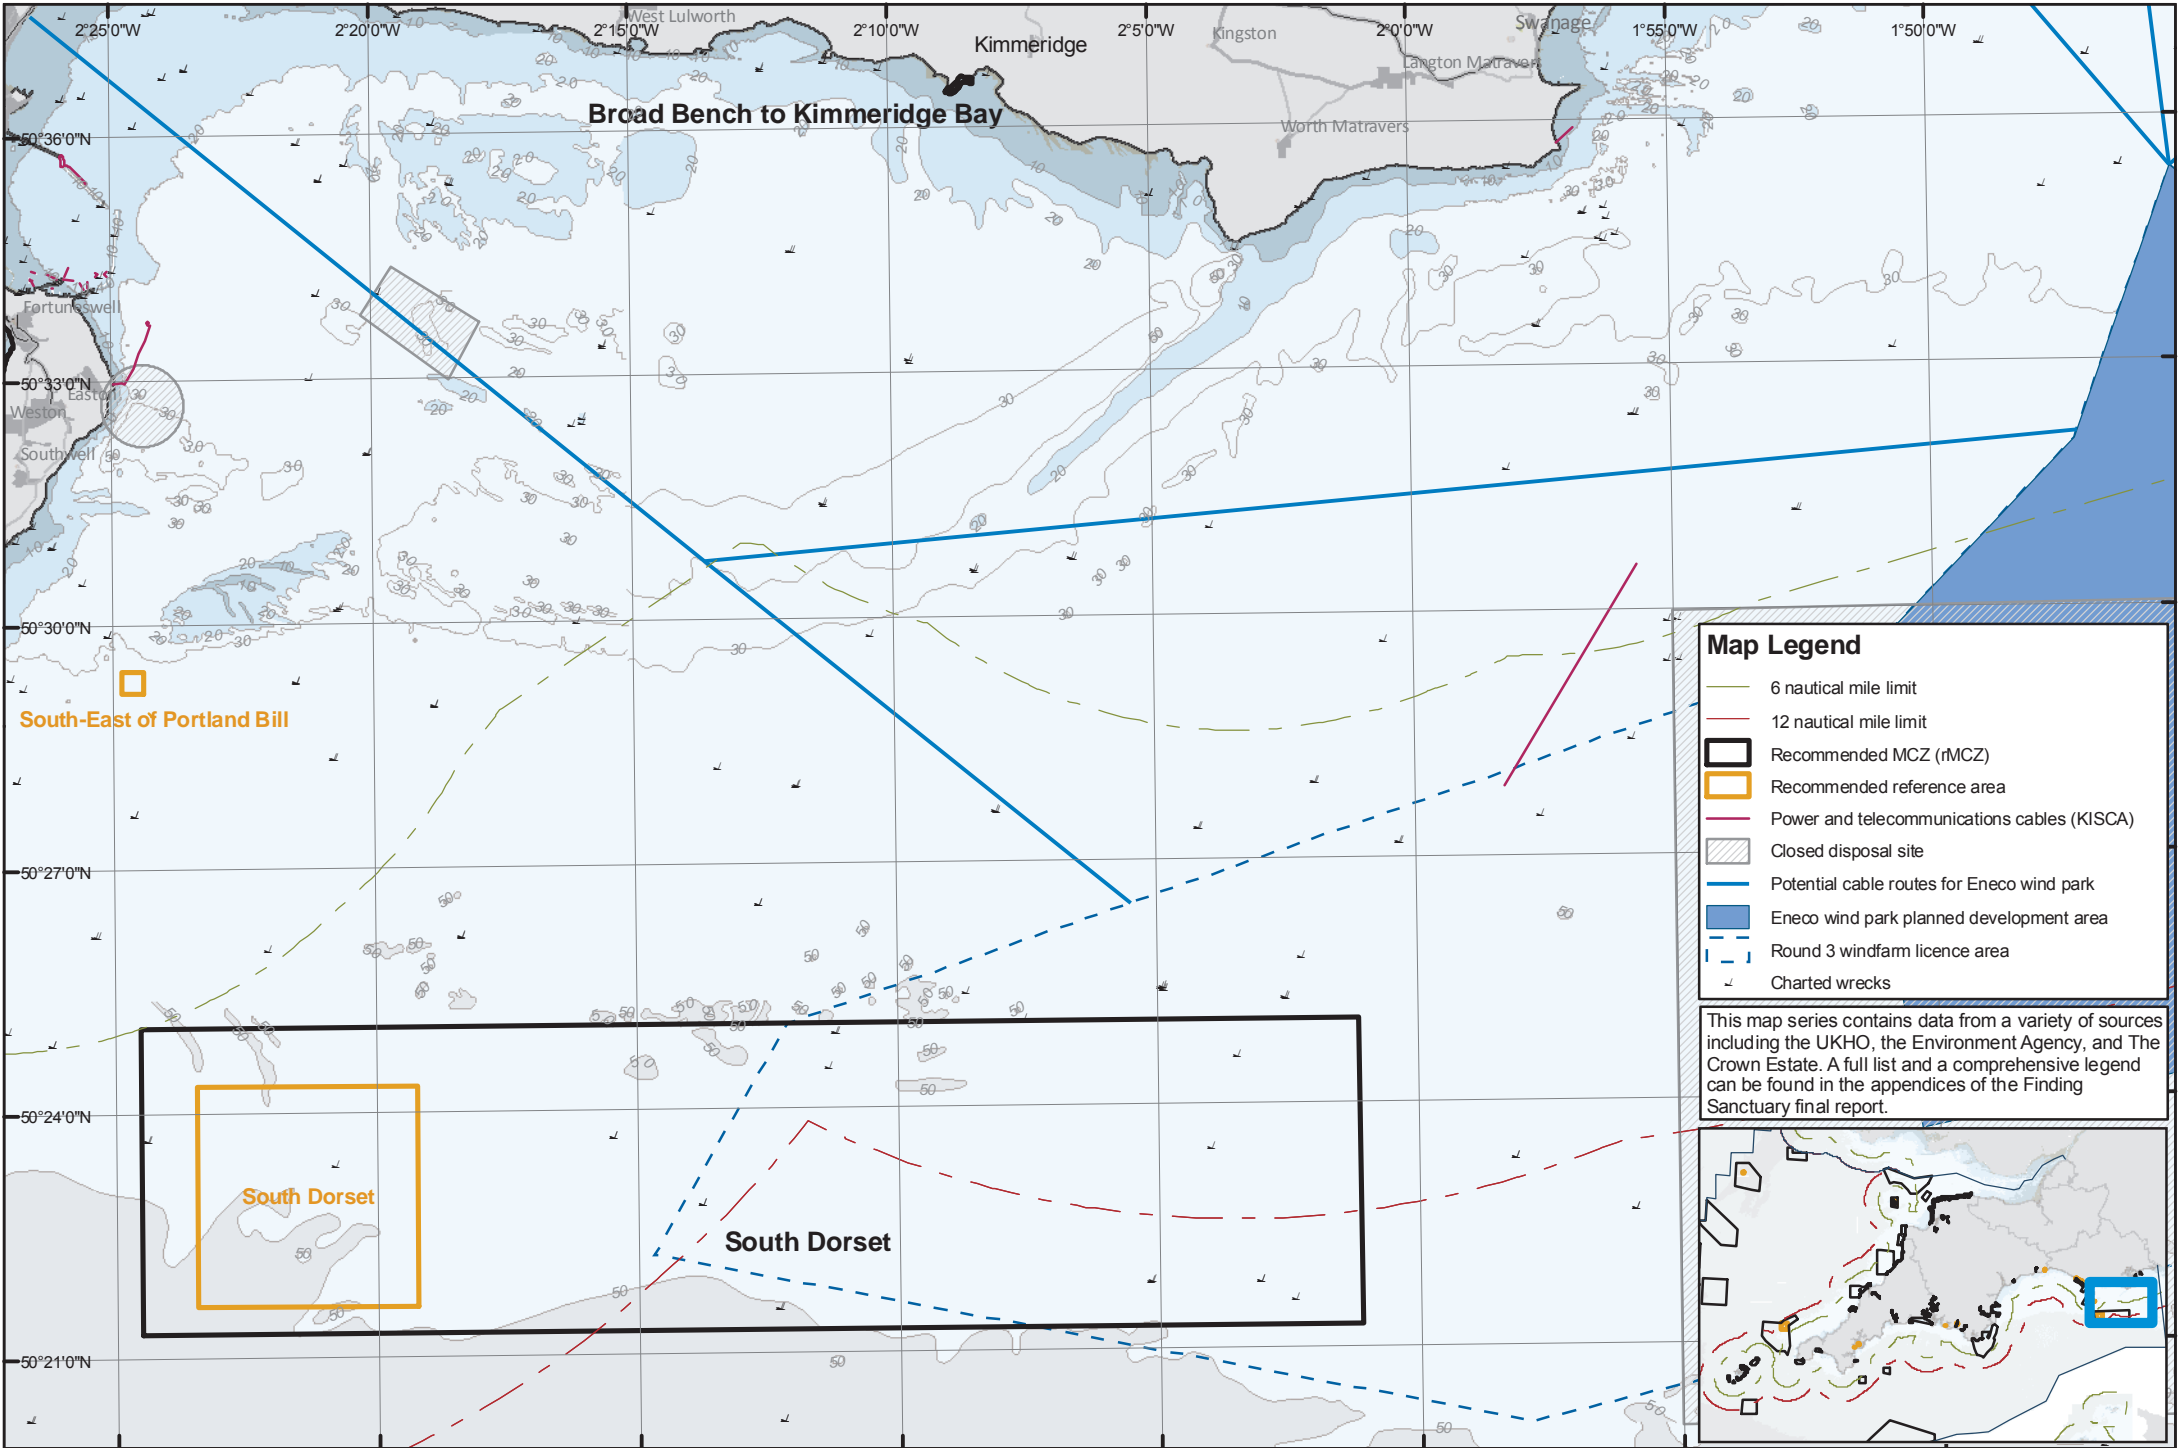 2°25'0"W
2°20'0"W
2°15'0"W
2°10'0"W
2°5'0"W
2°0'0"W
1°55'0"W
1°50'0"W
West Lulworth
Kimmeridge
Kingston
Swanage
Langton Matravers
Broad Bench to Kimmeridge Bay
Worth Matravers
50°36'0"N
Fortuneswell
50°33'0"N
Easton
Weston
Southwell
50°30'0"N
South-East of Portland Bill
50°27'0"N
50°24'0"N
South Dorset
South Dorset
50°21'0"N
Map Legend
6 nautical mile limit
12 nautical mile limit
Recommended MCZ (rMCZ)
Recommended reference area
Power and telecommunications cables (KISCA)
Closed disposal site
Potential cable routes for Eneco wind park
Eneco wind park planned development area
Round 3 windfarm licence area
Charted wrecks
This map series contains data from a variety of sources
including the UKHO, the Environment Agency, and The
Crown Estate. A full list and a comprehensive legend
can be found in the appendices of the Finding
Sanctuary final report.